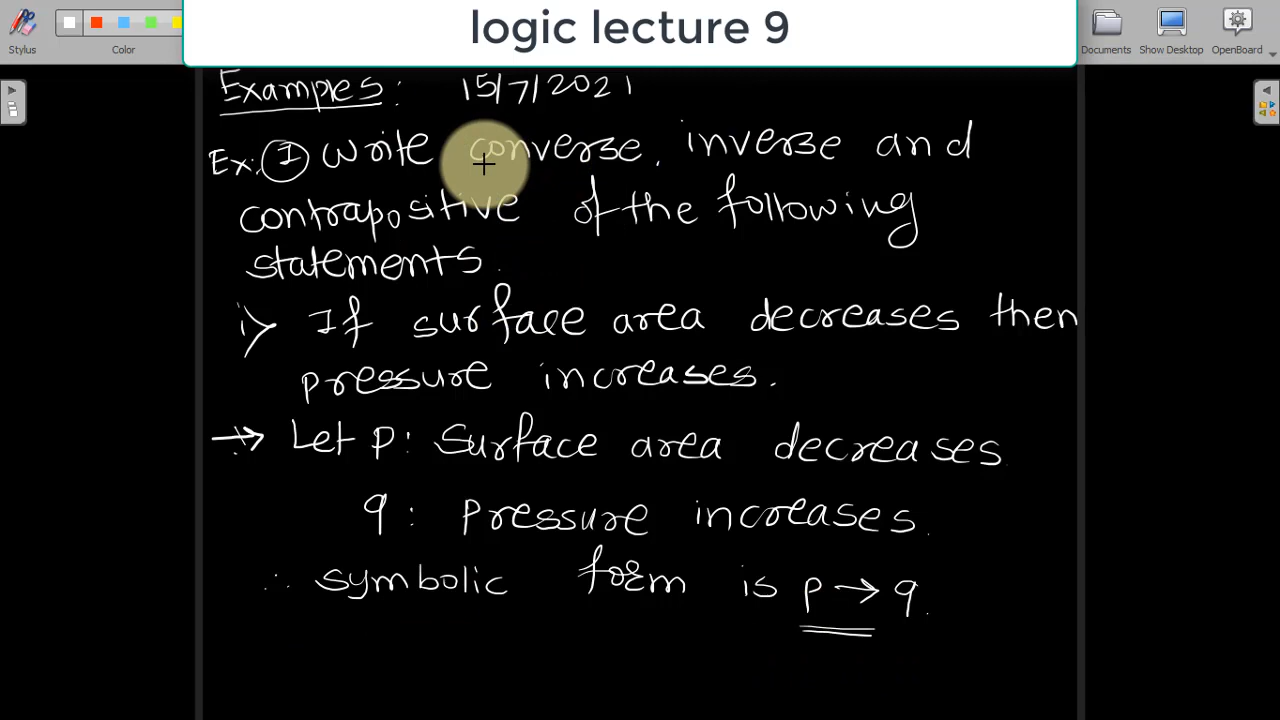 logic lecture 9
Stylus
Color
Documents
Show Desktop
OpenBoard
Examples: 15/7/2021
Ex: 1 Write converse, inverse and
contrapositive of the following
statements.
i) If surface area decreases then
pressure increases.
→ Let p: Surface area decreases
q: pressure increases.
∴ symbolic form is p → q.